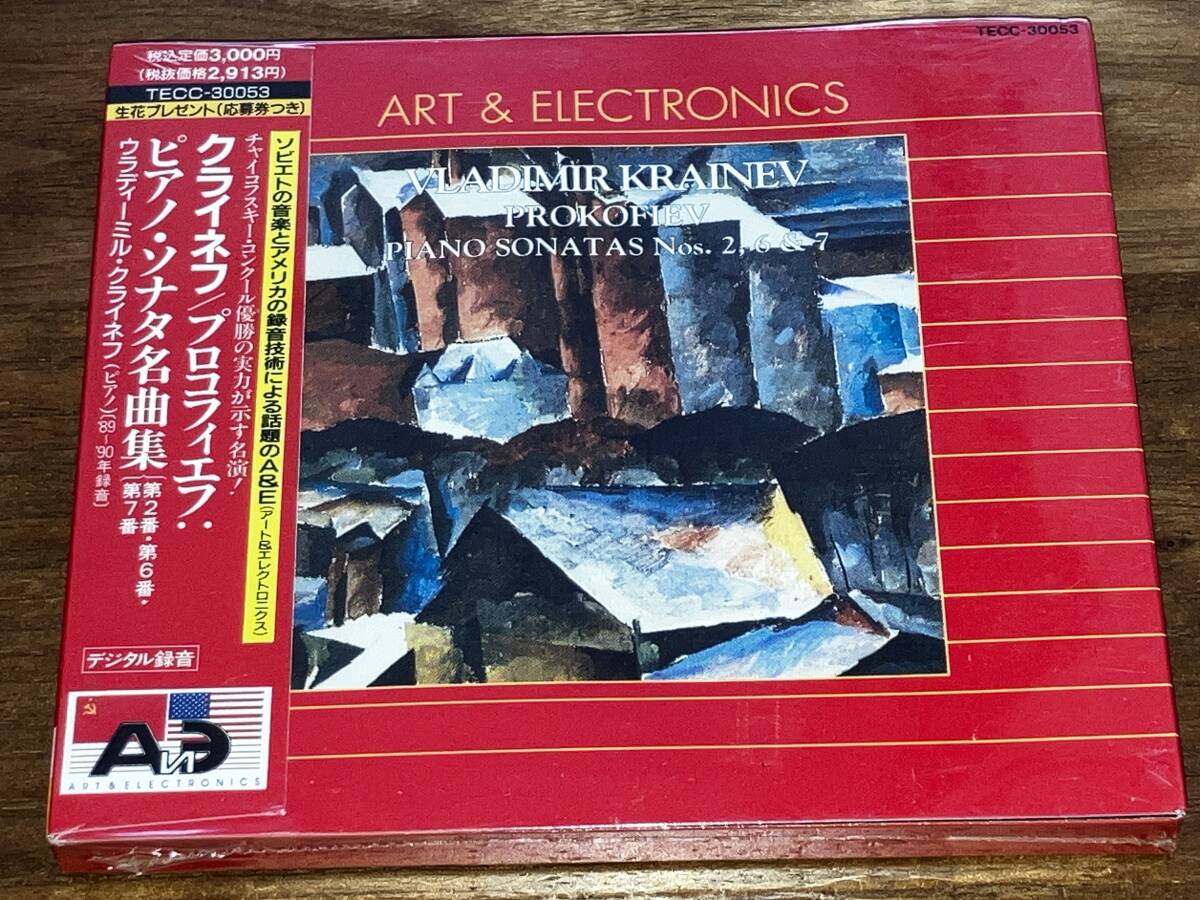 税込定価3,000円
(税抜価格2,913円)
TECC-30053
生花プレゼント(応募券つき)
ソビエトの音楽とアメリカの録音技術による話題のA&E(アート&エレクトロニクス)
チャイコフスキー・コンクール優勝の実力が示す名演!
クライネフ/プロコフィエフ:
ピアノ・ソナタ名曲集(第2番・第6番・第7番)
ウラディーミル・クライネフ(ピアノ)('89〜'90年録音)
デジタル録音
AиЭ
ART & ELECTRONICS
TECC-30053
ART & ELECTRONICS
VLADIMIR KRAINEV
PROKOFIEV
PIANO SONATAS Nos. 2, 6 & 7